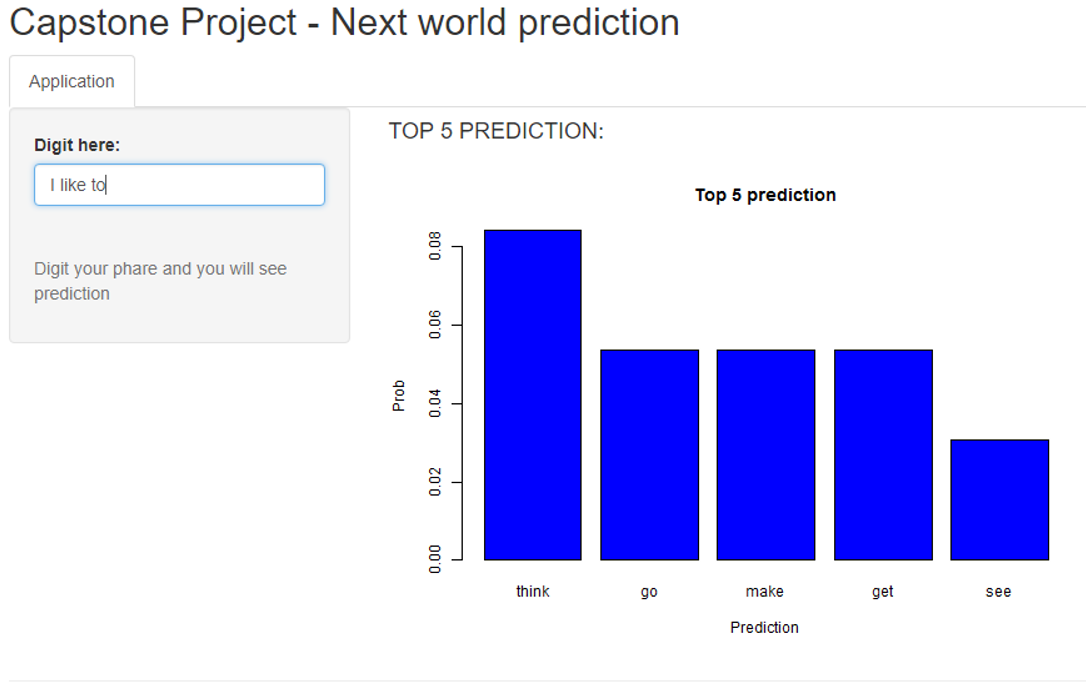 Capstone Project - Next world prediction
Application
Digit here:
I like to
Digit your phare and you will see
prediction
TOP 5 PREDICTION:
Top 5 prediction
Prob
0.08
0.06
0.04
0.02
0.00
think go make get see
Prediction